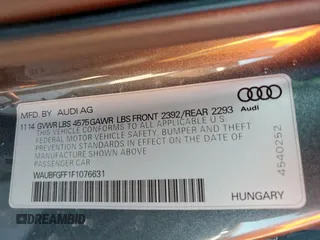 MFD. BY AUDI AG
11 14 GVWR LBS 4575 GAWR LBS FRONT 2392/REAR 2293
THIS VEHICLE CONFORMS TO ALL APPLICABLE U.S.
FEDERAL MOTOR VEHICLE SAFETY, BUMPER AND THEFT
PREVENTION STANDARDS IN EFFECT ON THE DATE OF
MANUFACTURE SHOWN ABOVE
PASSENGER CAR
WAUBFGFF1F1076631
HUNGARY
Audi
4540252
DREAMBID